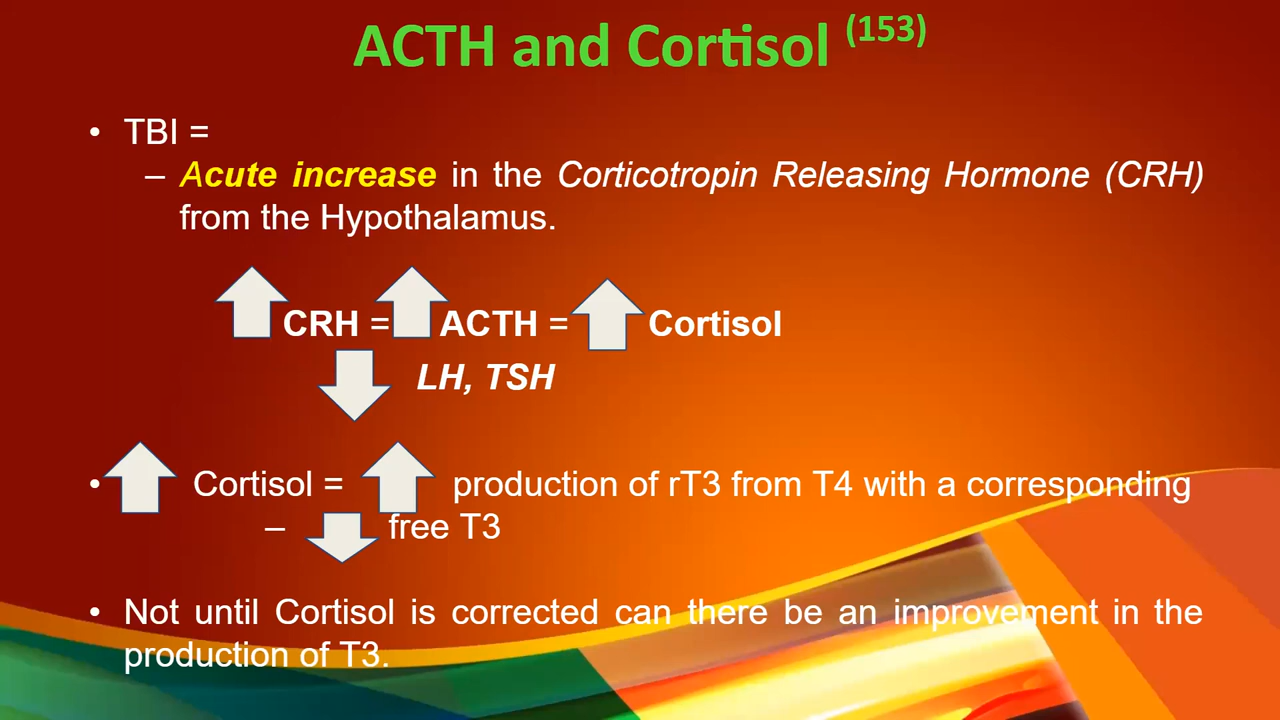 ACTH and Cortisol (153)
• TBI =
– Acute increase in the Corticotropin Releasing Hormone (CRH)
from the Hypothalamus.
CRH = ACTH = Cortisol
LH, TSH
• Cortisol = production of rT3 from T4 with a corresponding
– free T3
• Not until Cortisol is corrected can there be an improvement in the
production of T3.